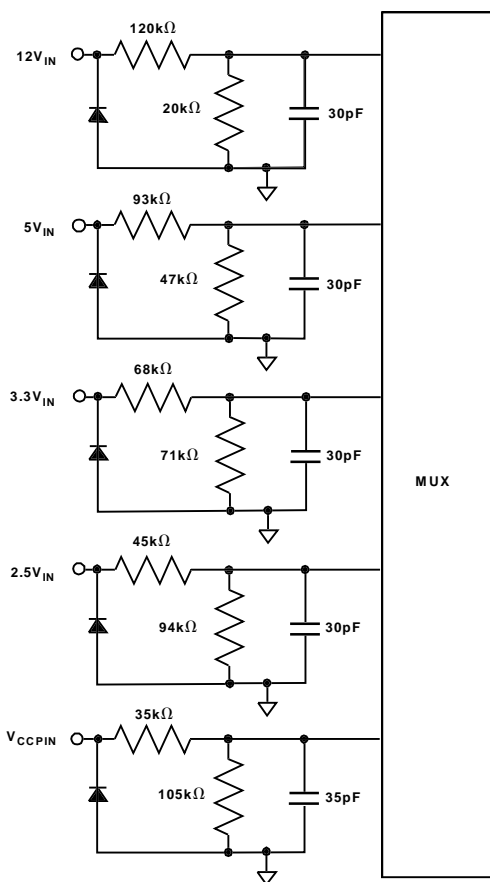 120kΩ
12V_IN
20kΩ
30pF
93kΩ
5V_IN
47kΩ
30pF
68kΩ
3.3V_IN
71kΩ
30pF
MUX
45kΩ
2.5V_IN
94kΩ
30pF
35kΩ
V_CCPIN
105kΩ
35pF